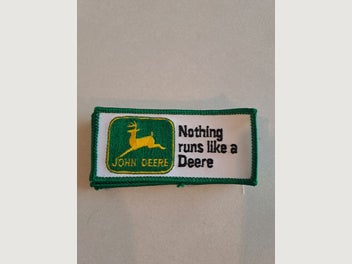 JOHN DEERE
Nothing
runs like a
Deere